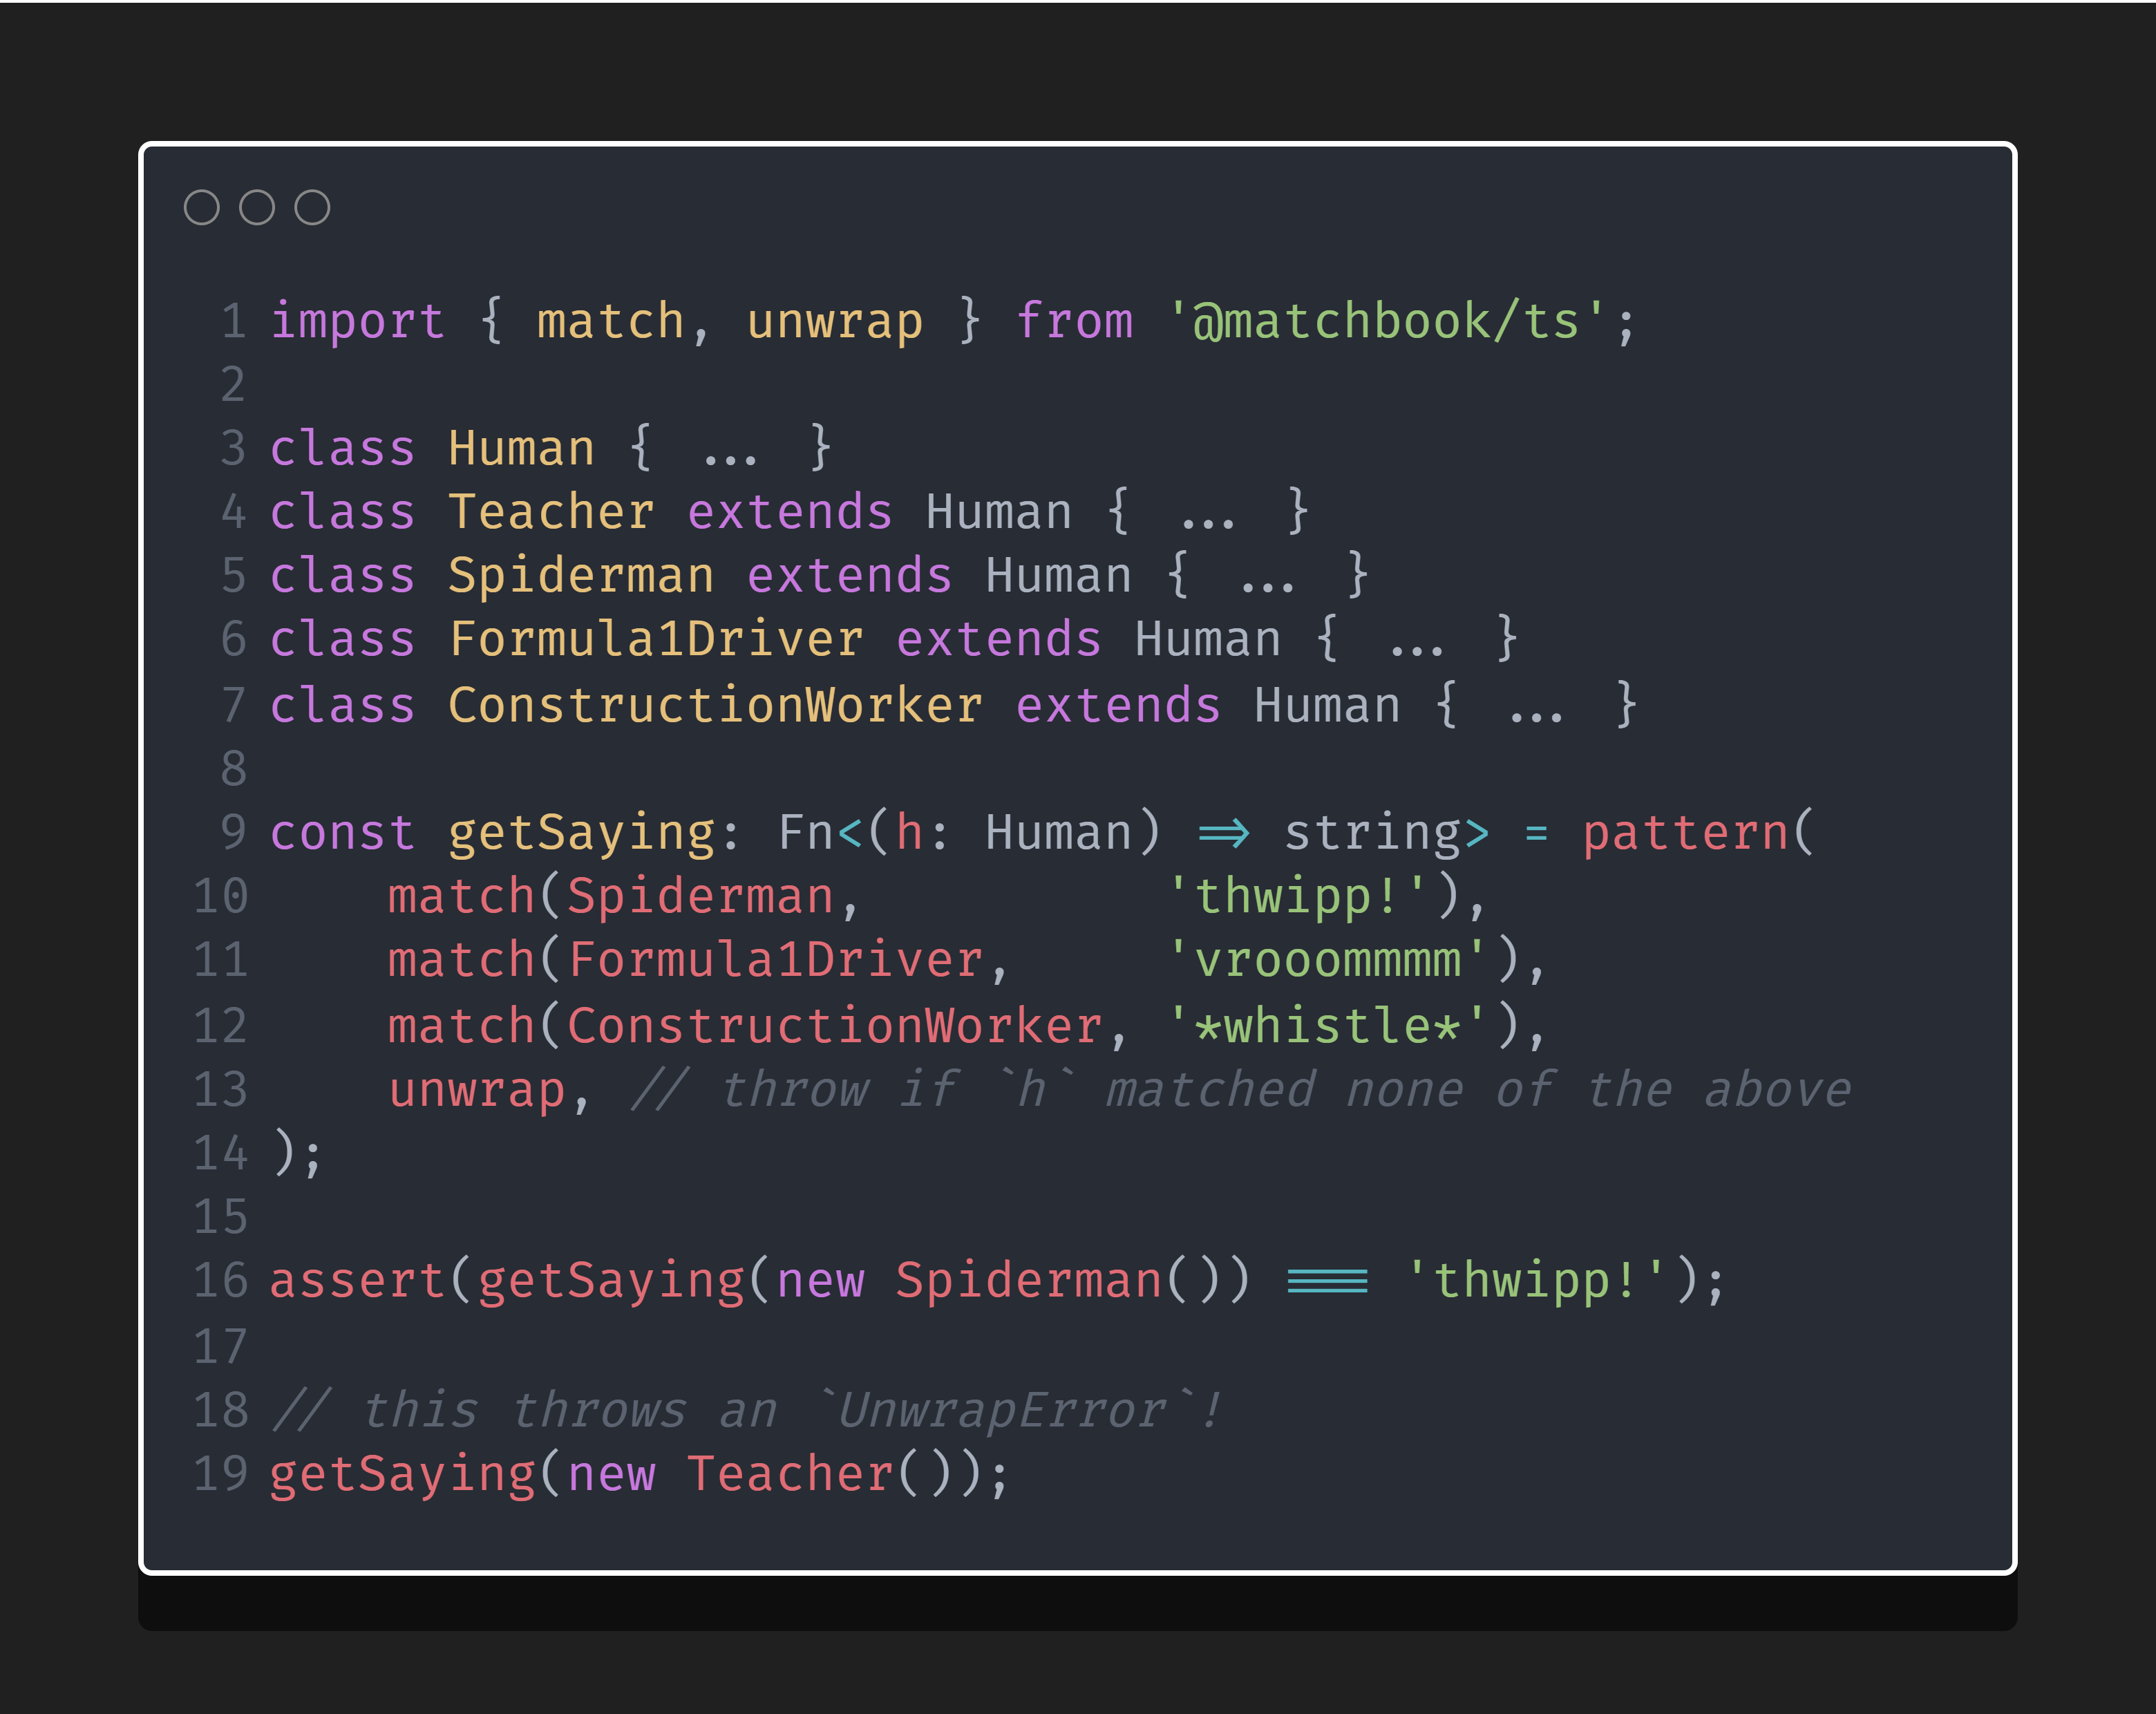 1 import { match, unwrap } from '@matchbook/ts';
2
3 class Human { ... }
4 class Teacher extends Human { ... }
5 class Spiderman extends Human { ... }
6 class Formula1Driver extends Human { ... }
7 class ConstructionWorker extends Human { ... }
8
9 const getSaying: Fn<(h: Human) => string> = pattern(
10     match(Spiderman,          'thwipp!'),
11     match(Formula1Driver,     'vrooommmm'),
12     match(ConstructionWorker, '*whistle*'),
13     unwrap, // throw if `h` matched none of the above
14 );
15
16 assert(getSaying(new Spiderman()) === 'thwipp!');
17
18 // this throws an `UnwrapError`!
19 getSaying(new Teacher());